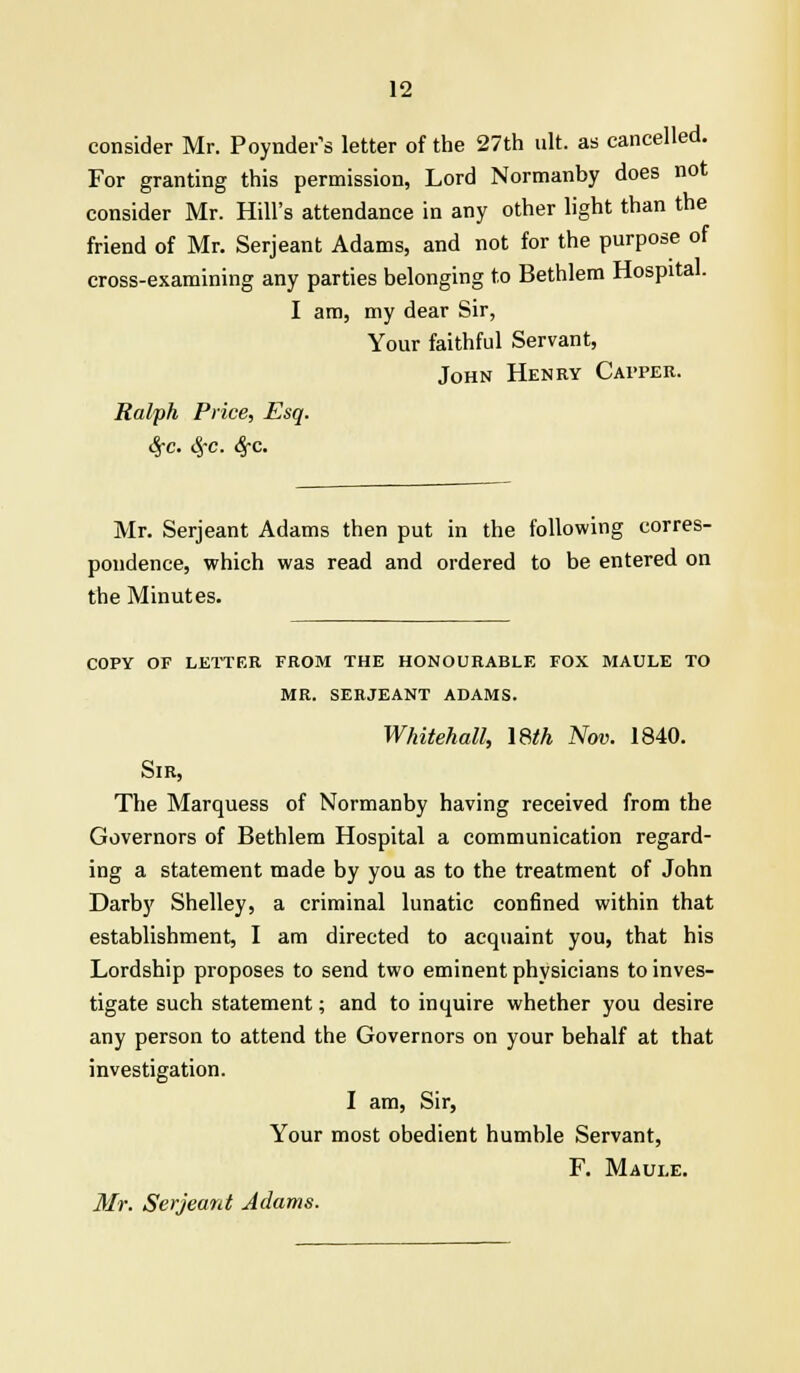 12
consider Mr. Poynder's letter of the 27th ult. as cancelled.
For granting this permission, Lord Normanby does not
consider Mr. Hill's attendance in any other light than the
friend of Mr. Serjeant Adams, and not for the purpose of
cross-examining any parties belonging to Bethlem Hospital.
I am, my dear Sir,
Your faithful Servant,
John Henry Capper.
Ralph Price, Esq.
&c. &c. &c.
Mr. Serjeant Adams then put in the following corres-
pondence, which was read and ordered to be entered on
the Minutes.
COPY OF LETTER FROM THE HONOURABLE FOX MAULE TO
MR. SERJEANT ADAMS.
Whitehall, 18th Nov. 1840.
Sir,
The Marquess of Normanby having received from the
Governors of Bethlem Hospital a communication regard-
ing a statement made by you as to the treatment of John
Darby Shelley, a criminal lunatic confined within that
establishment, I am directed to acquaint you, that his
Lordship proposes to send two eminent physicians to inves-
tigate such statement; and to inquire whether you desire
any person to attend the Governors on your behalf at that
investigation.
I am, Sir,
Your most obedient humble Servant,
F. Maule.
Mr. Serjeant Adams.